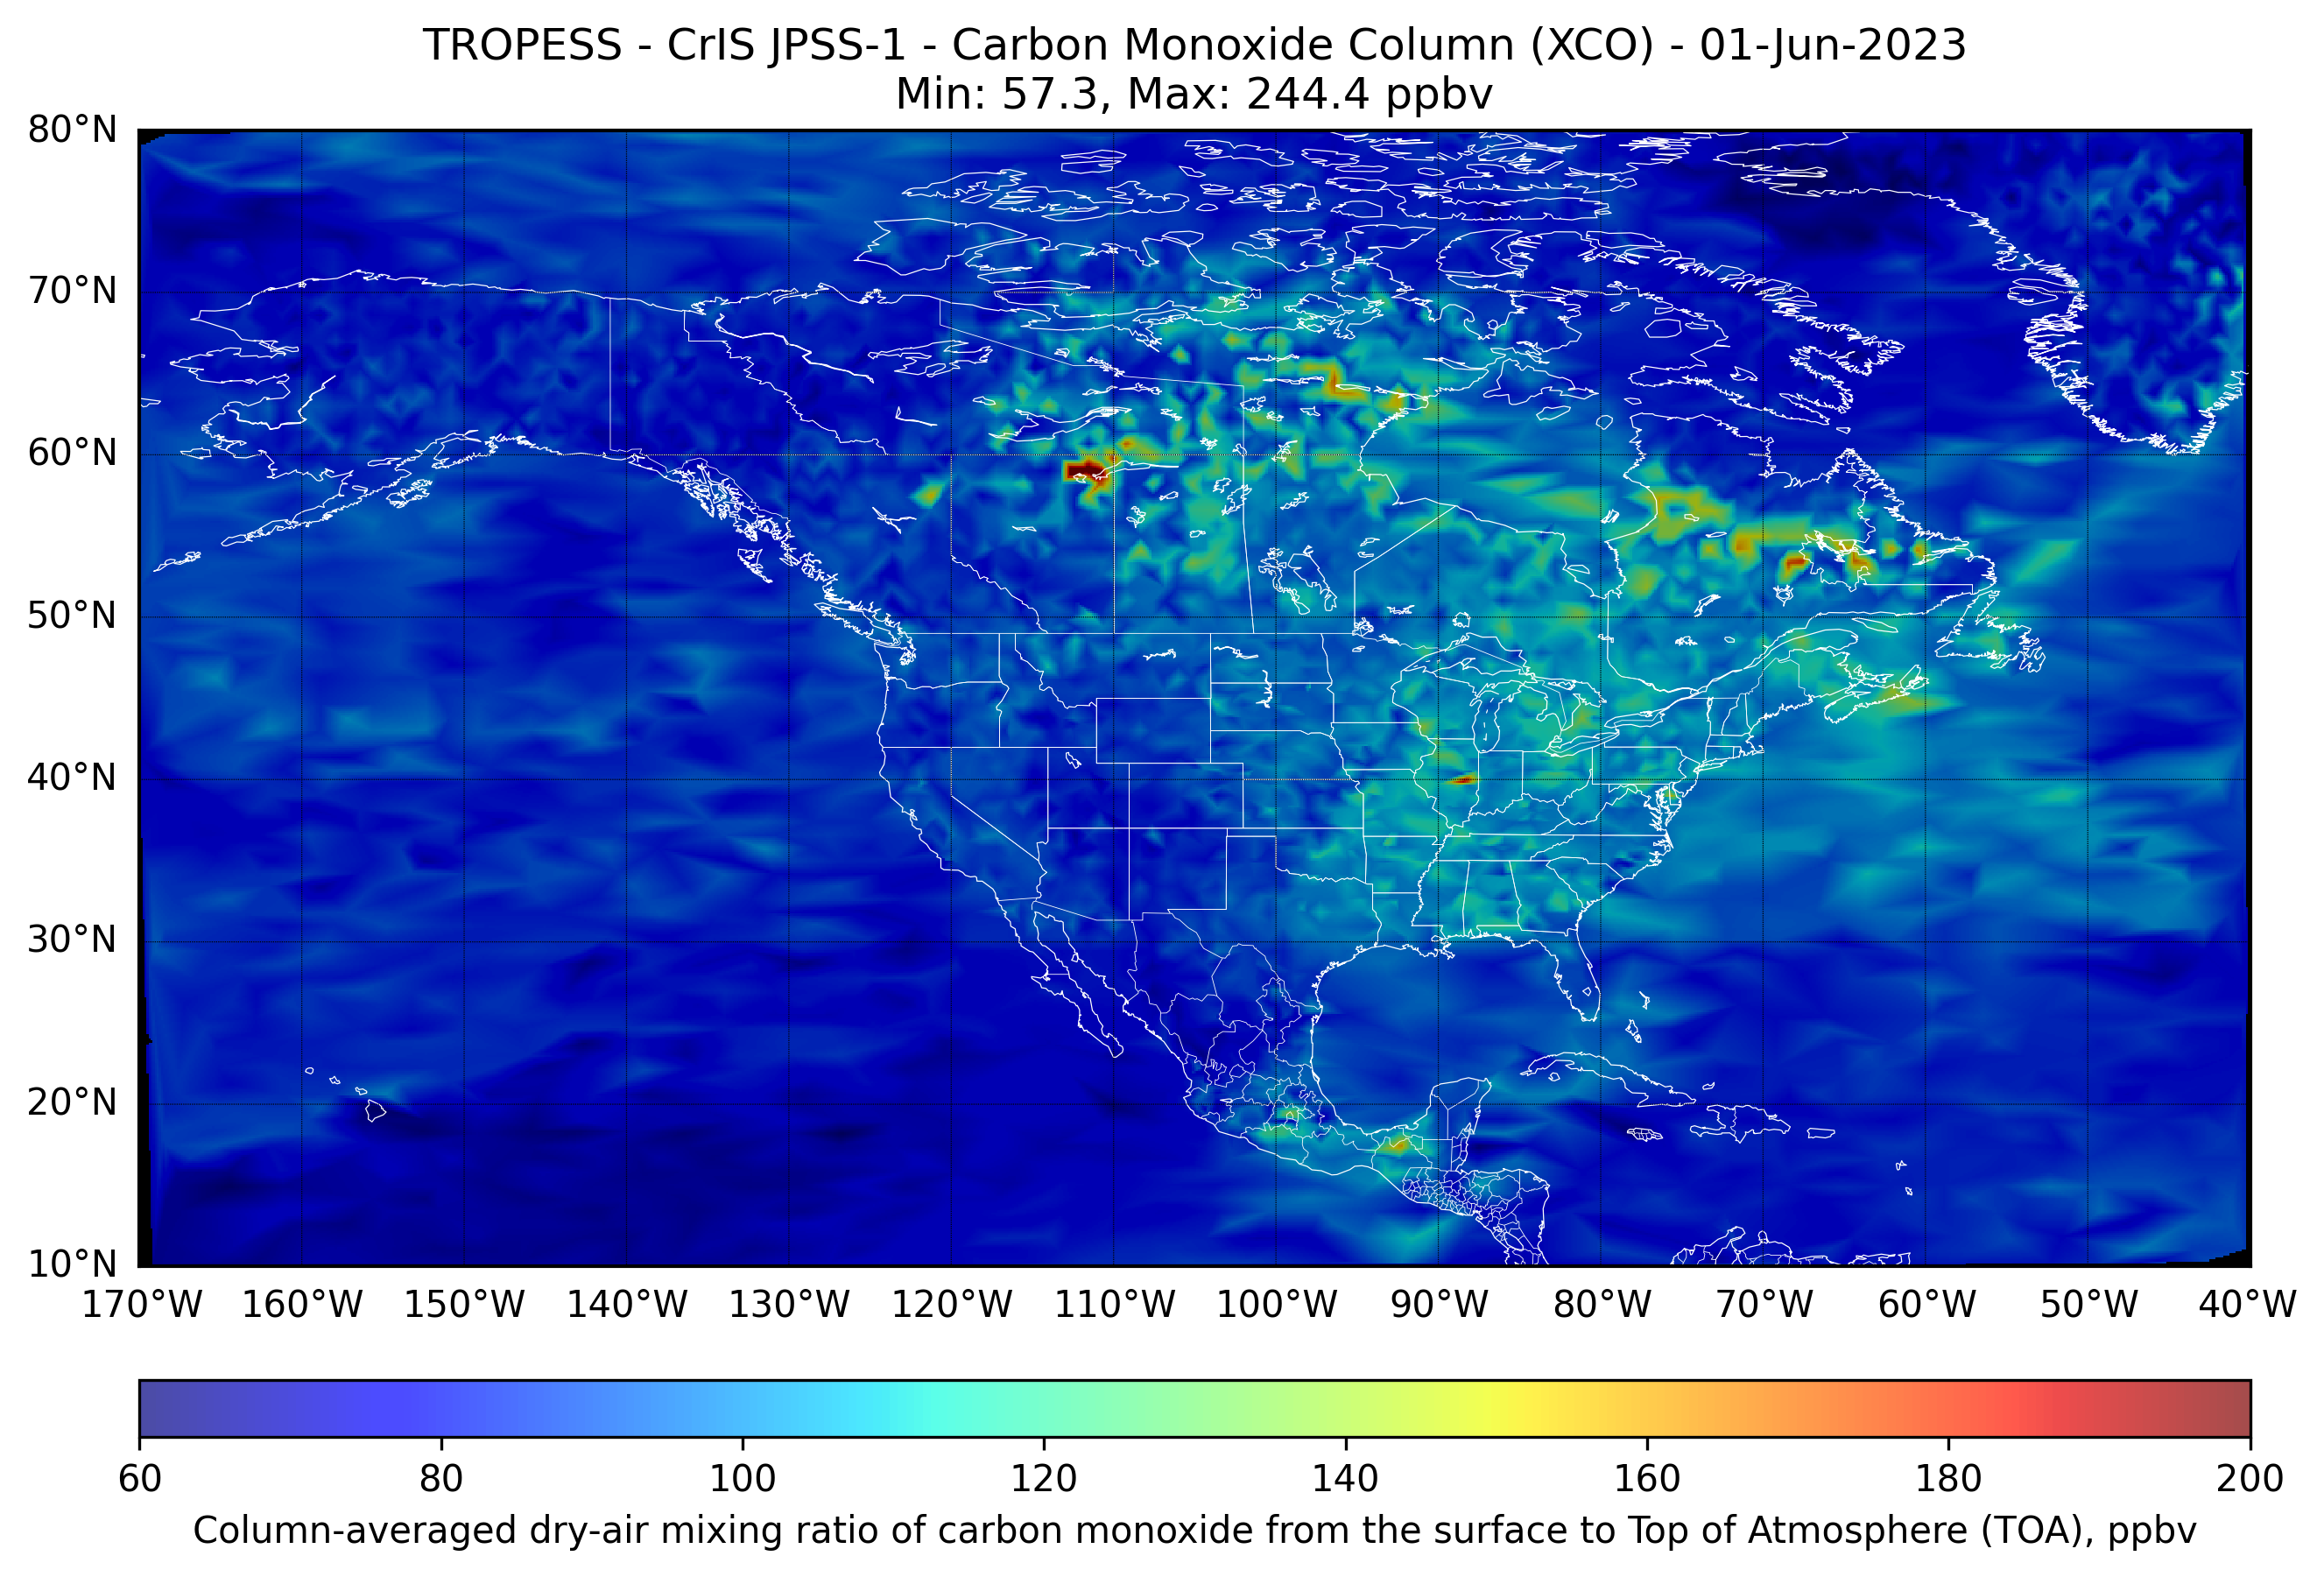 TROPESS - CrIS JPSS-1 - Carbon Monoxide Column (XCO) - 01-Jun-2023
Min: 57.3, Max: 244.4 ppbv
80°N
70°N
60°N
50°N
40°N
30°N
20°N
10°N
170°W 160°W 150°W 140°W 130°W 120°W 110°W 100°W 90°W 80°W 70°W 60°W 50°W 40°W
60 80 100 120 140 160 180 200
Column-averaged dry-air mixing ratio of carbon monoxide from the surface to Top of Atmosphere (TOA), ppbv